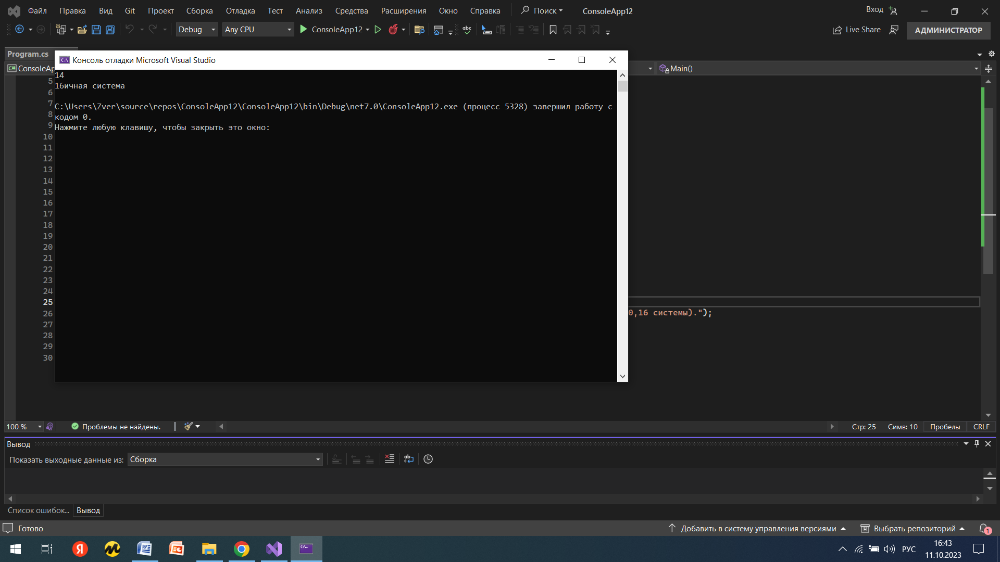 Файл Правка Вид Git Проект Сборка Отладка Тест Анализ Средства Расширения Окно Справка Поиск ConsoleApp12 Вход
Debug Any CPU ConsoleApp12 abc Live Share АДМИНИСТРАТОР
Program.cs
C:\ Консоль отладки Microsoft Visual Studio
C# ConsoleAp Main()
14
16ичная система
C:\Users\Zver\source\repos\ConsoleApp12\ConsoleApp12\bin\Debug\net7.0\ConsoleApp12.exe (процесс 5328) завершил работу с
кодом 0.
Нажмите любую клавишу, чтобы закрыть это окно:
5
6
7
8
9
10
11
12
13
14
15
16
17
18
19
20
21
22
23
24
25
26 0,16 системы).");
27
28
29
30
100 % Проблемы не найдены. Стр: 25 Симв: 10 Пробелы CRLF
Вывод
Показать выходные данные из: Сборка
Список ошибок... Вывод
Готово Добавить в систему управления версиями Выбрать репозиторий 1
РУС 16:43
11.10.2023